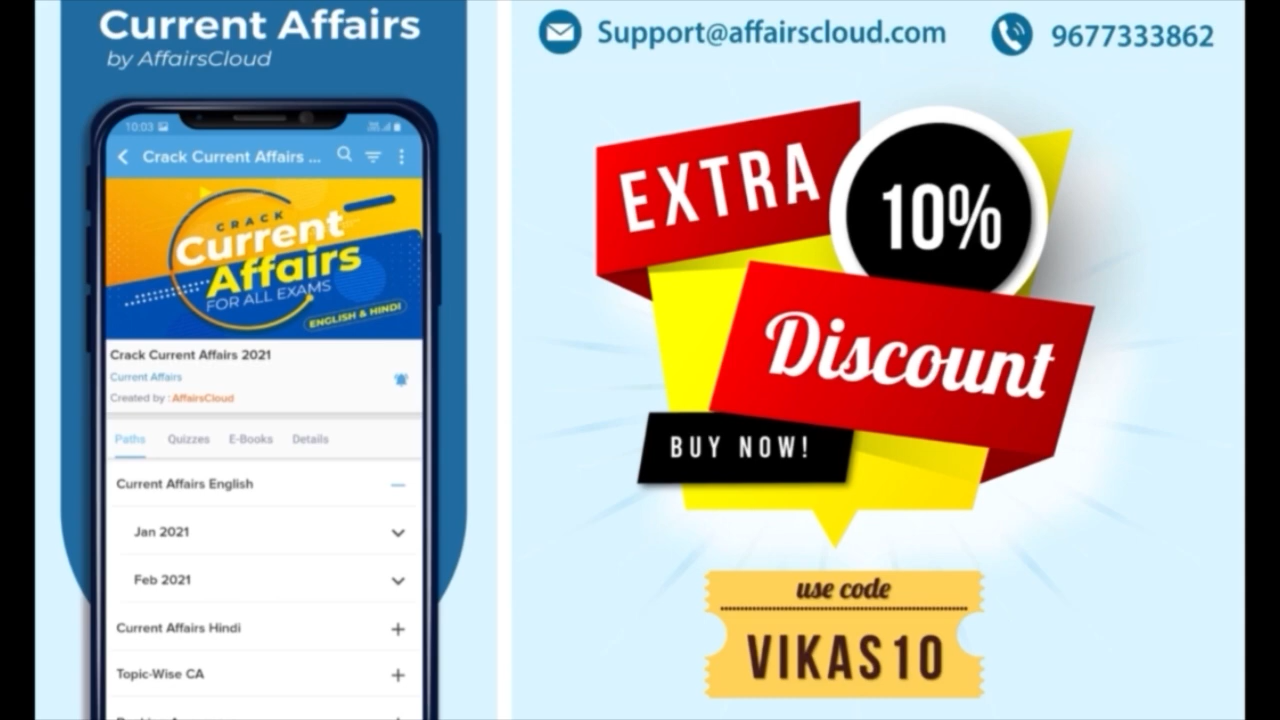 Current Affairs
by AffairsCloud
10:03
Crack Current Affairs ...
CRACK
Current
Affairs
FOR ALL EXAMS
ENGLISH & HINDI
Crack Current Affairs 2021
Current Affairs
Created by : AffairsCloud
Paths Quizzes E-Books Details
Current Affairs English
Jan 2021
Feb 2021
Current Affairs Hindi
Topic-Wise CA
Support@affairscloud.com 9677333862
EXTRA
10%
Discount
BUY NOW!
use code
VIKAS10